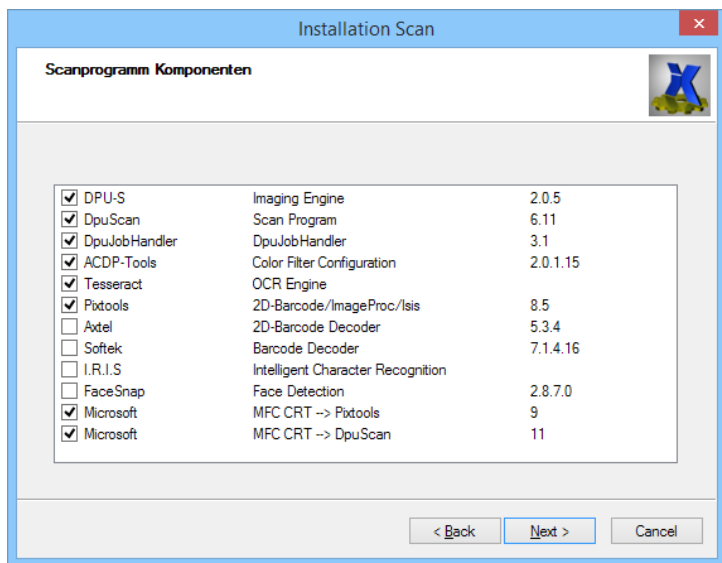 Installation Scan
Scanprogramm Komponenten
DPU-S Imaging Engine 2.0.5
DpuScan Scan Program 6.11
DpuJobHandler DpuJobHandler 3.1
ACDP-Tools Color Filter Configuration 2.0.1.15
Tesseract OCR Engine
Pixtools 2D-Barcode/ImageProc/Isis 8.5
Axtel 2D-Barcode Decoder 5.3.4
Softek Barcode Decoder 7.1.4.16
I.R.I.S Intelligent Character Recognition
FaceSnap Face Detection 2.8.7.0
Microsoft MFC CRT --> Pixtools 9
Microsoft MFC CRT --> DpuScan 11
< Back Next > Cancel